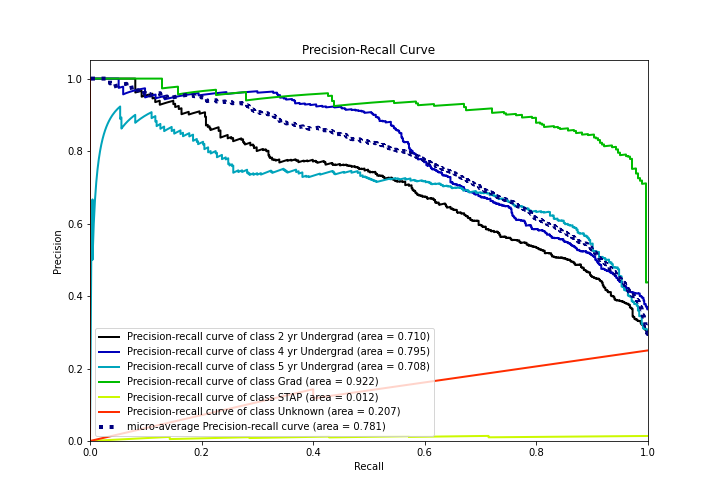 Precision-Recall Curve
1.0
0.8
0.6
0.4
0.2
0.0
Precision
Precision-recall curve of class 2 yr Undergrad (area = 0.710)
Precision-recall curve of class 4 yr Undergrad (area = 0.795)
Precision-recall curve of class 5 yr Undergrad (area = 0.708)
Precision-recall curve of class Grad (area = 0.922)
Precision-recall curve of class STAP (area = 0.012)
Precision-recall curve of class Unknown (area = 0.207)
micro-average Precision-recall curve (area = 0.781)
0.0 0.2 0.4 0.6 0.8 1.0
Recall